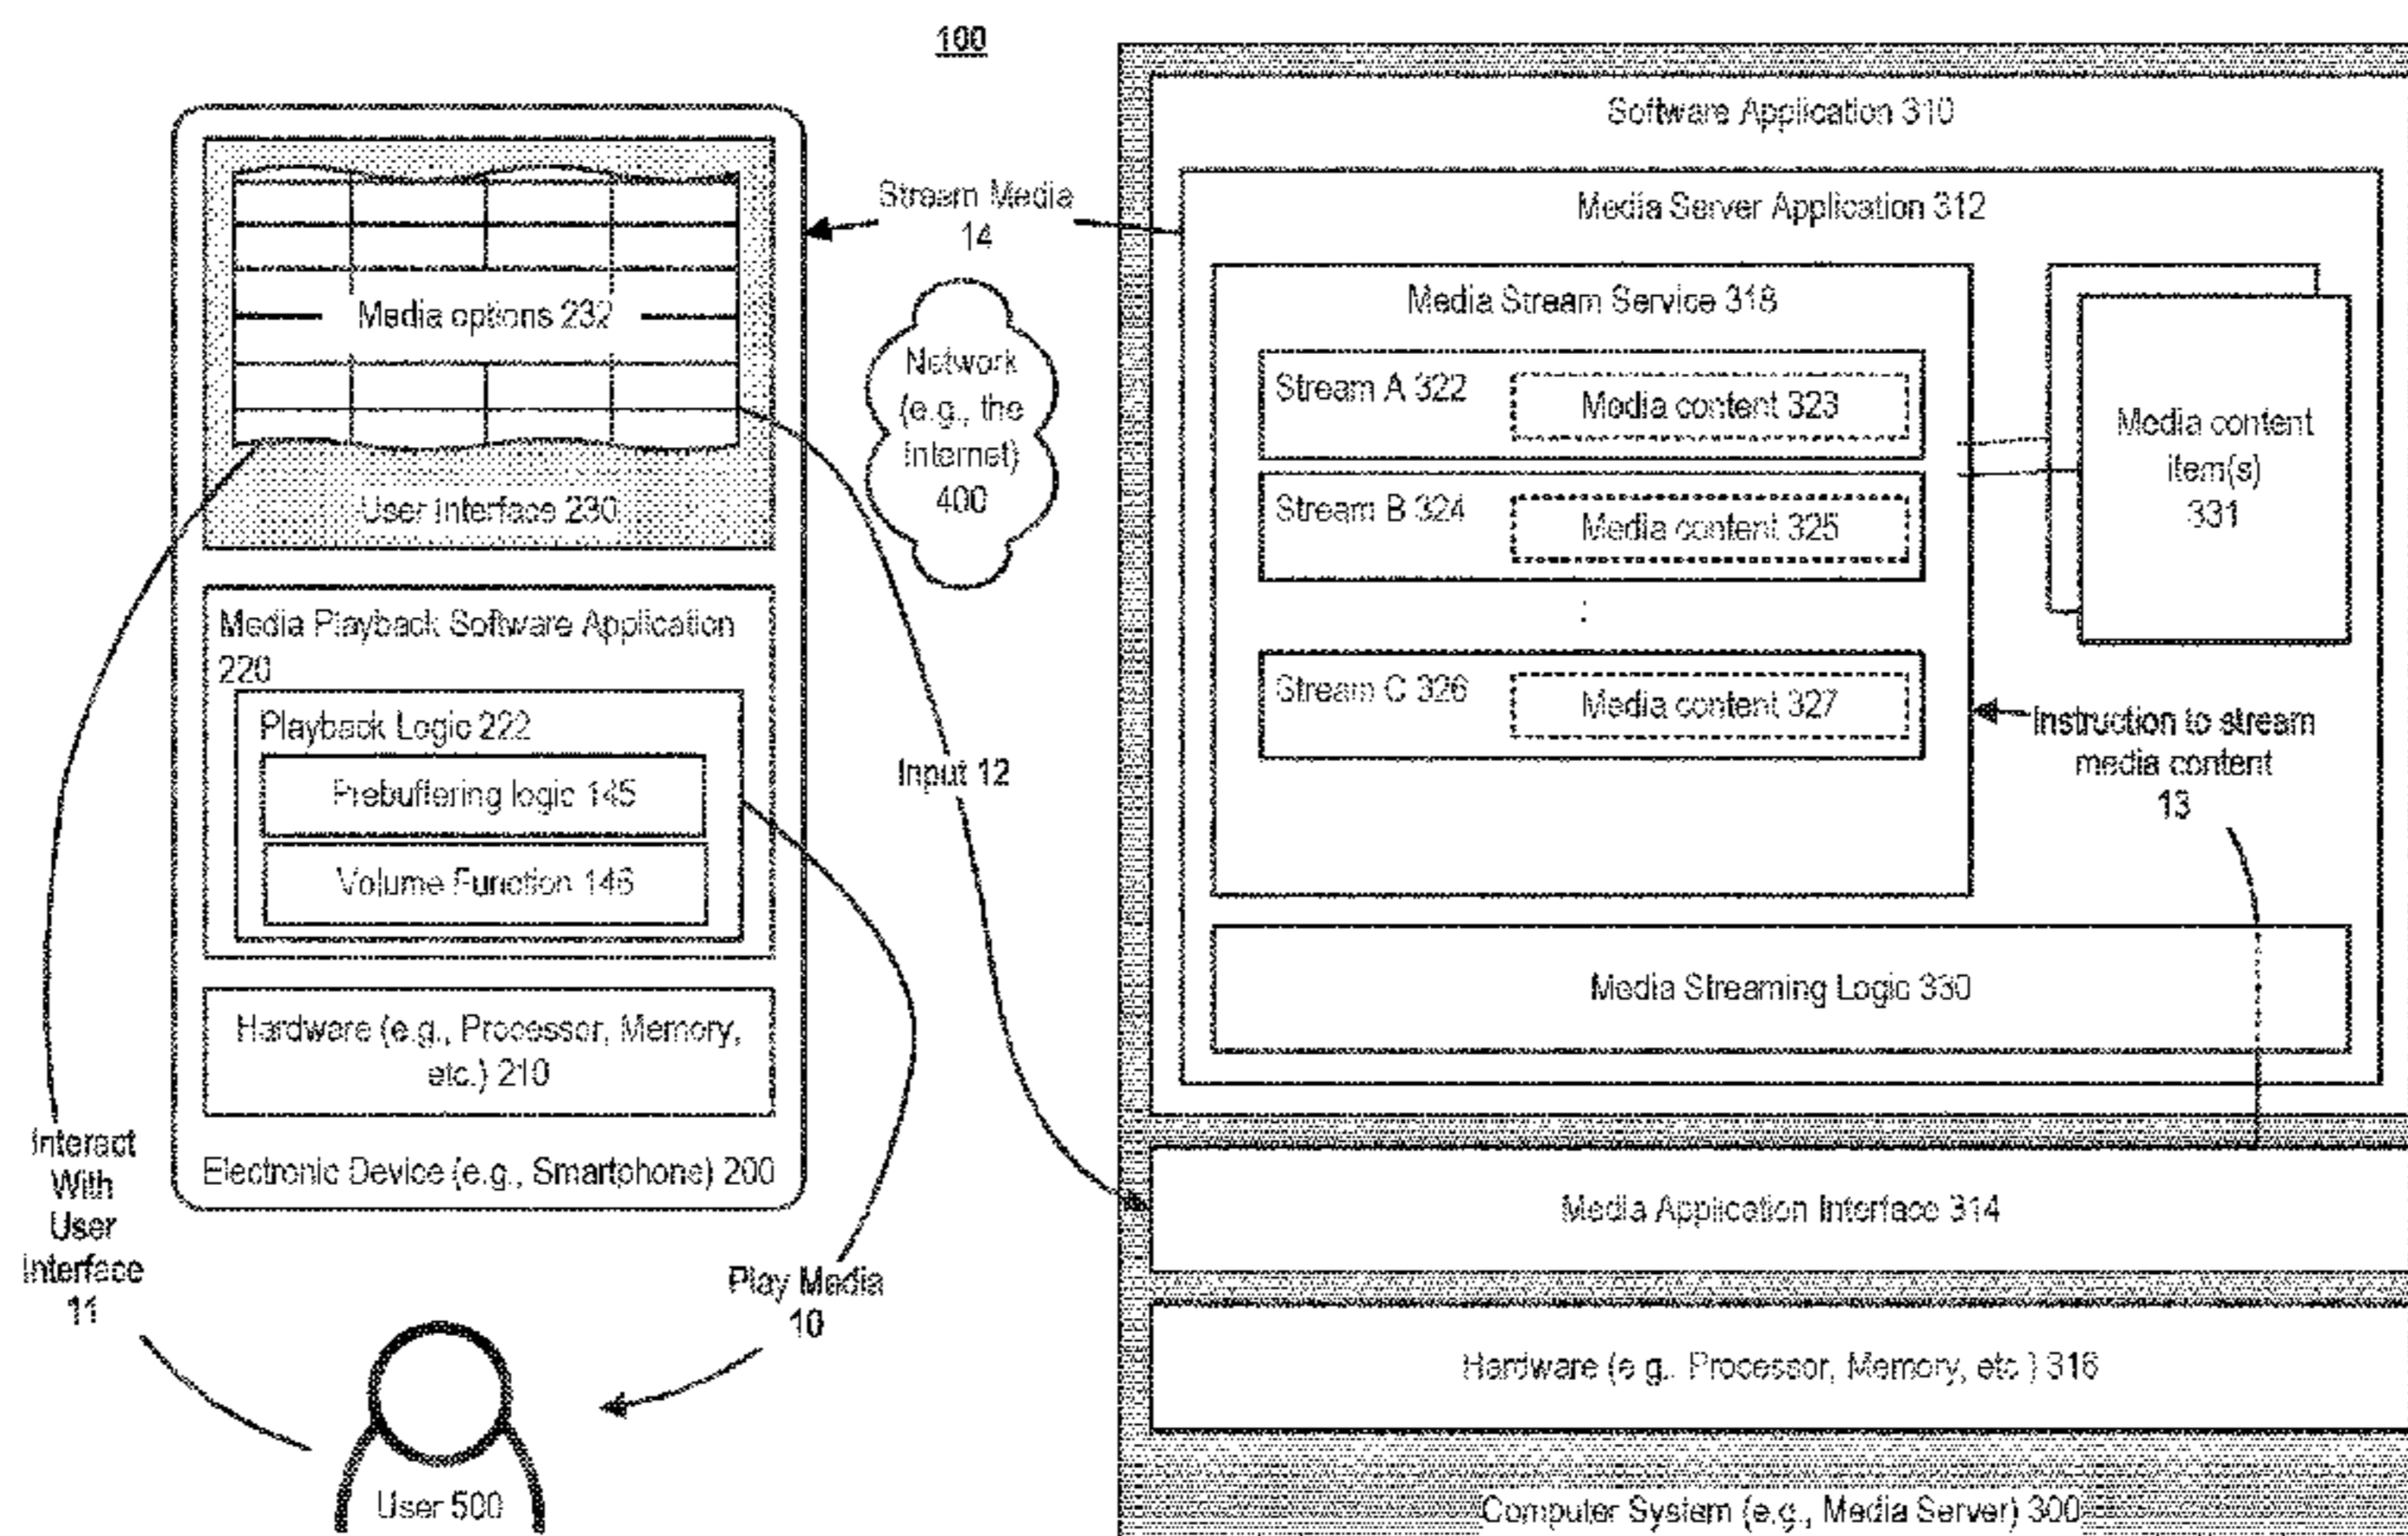 100
Media options 232
User Interface 230
Media Playback Software Application
220
Playback Logic 222
Prebuffering logic 145
Volume Function 146
Hardware (e.g., Processor, Memory,
etc.) 210
Electronic Device (e.g., Smartphone) 200
Interact
With
User
Interface
11
User 500
Play Media
10
Stream Media
14
Network
(e.g., the
Internet)
400
Input 12
Software Application 310
Media Server Application 312
Media Stream Service 318
Stream A 322
Media content 323
Stream B 324
Media content 325
Stream C 326
Media content 327
Media content
item(s)
331
Instruction to stream
media content
13
Media Streaming Logic 330
Media Application Interface 314
Hardware (e.g., Processor, Memory, etc.) 316
Computer System (e.g., Media Server) 300